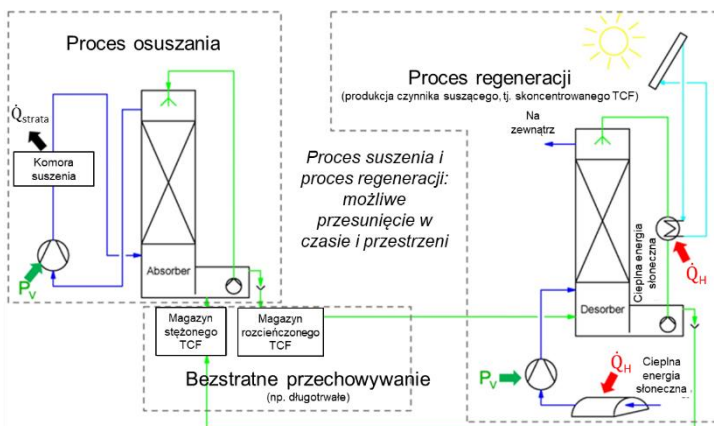 Proces osuszania
Q̇strata
Komora
suszenia
Pv
Absorber
Magazyn
stężonego
TCF
Magazyn
rozcieńczonego
TCF
Bezstratne przechowywanie
(np. długotrwałe)
Proces suszenia i
proces regeneracji:
możliwe
przesunięcie w
czasie i przestrzeni
Proces regeneracji
(produkcja czynnika suszącego, tj. skoncentrowanego TCF)
Na
zewnątrz
Cieplna energia
słoneczna
Q̇H
Desorber
Pv
Q̇H
Cieplna
energia
słoneczna